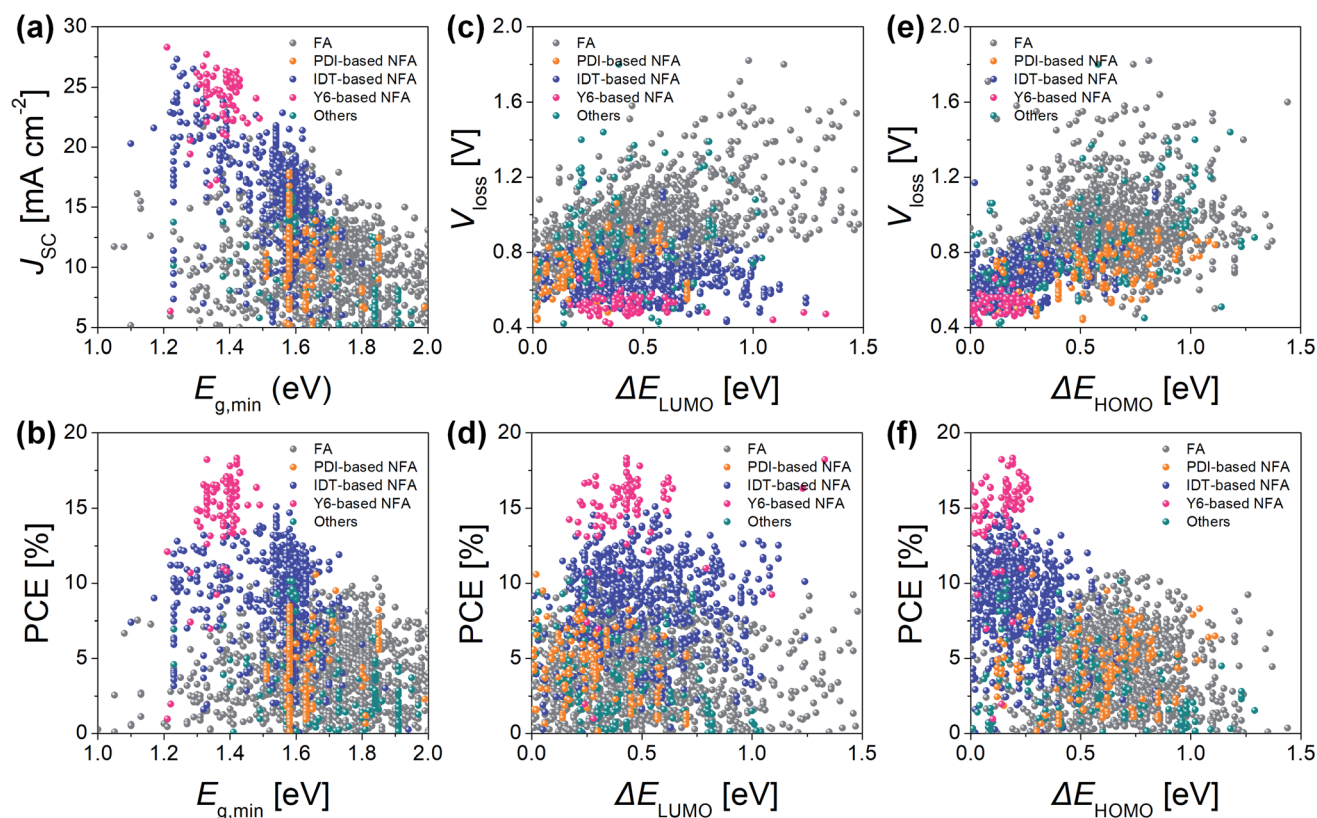 (a)
30
25
20
15
10
5
J_SC [mA cm⁻²]
FA
PDI-based NFA
IDT-based NFA
Y6-based NFA
Others
1.0 1.2 1.4 1.6 1.8 2.0
E_g,min (eV)
(c)
2.0
1.6
1.2
0.8
0.4
V_loss [V]
FA
PDI-based NFA
IDT-based NFA
Y6-based NFA
Others
0.0 0.5 1.0 1.5
ΔE_LUMO [eV]
(e)
2.0
1.6
1.2
0.8
0.4
V_loss [V]
FA
PDI-based NFA
IDT-based NFA
Y6-based NFA
Others
0.0 0.5 1.0 1.5
ΔE_HOMO [eV]
(b)
20
15
10
5
0
PCE [%]
FA
PDI-based NFA
IDT-based NFA
Y6-based NFA
Others
1.0 1.2 1.4 1.6 1.8 2.0
E_g,min [eV]
(d)
20
15
10
5
0
PCE [%]
FA
PDI-based NFA
IDT-based NFA
Y6-based NFA
Others
0.0 0.5 1.0 1.5
ΔE_LUMO [eV]
(f)
20
15
10
5
0
PCE [%]
FA
PDI-based NFA
IDT-based NFA
Y6-based NFA
Others
0.0 0.5 1.0 1.5
ΔE_HOMO [eV]